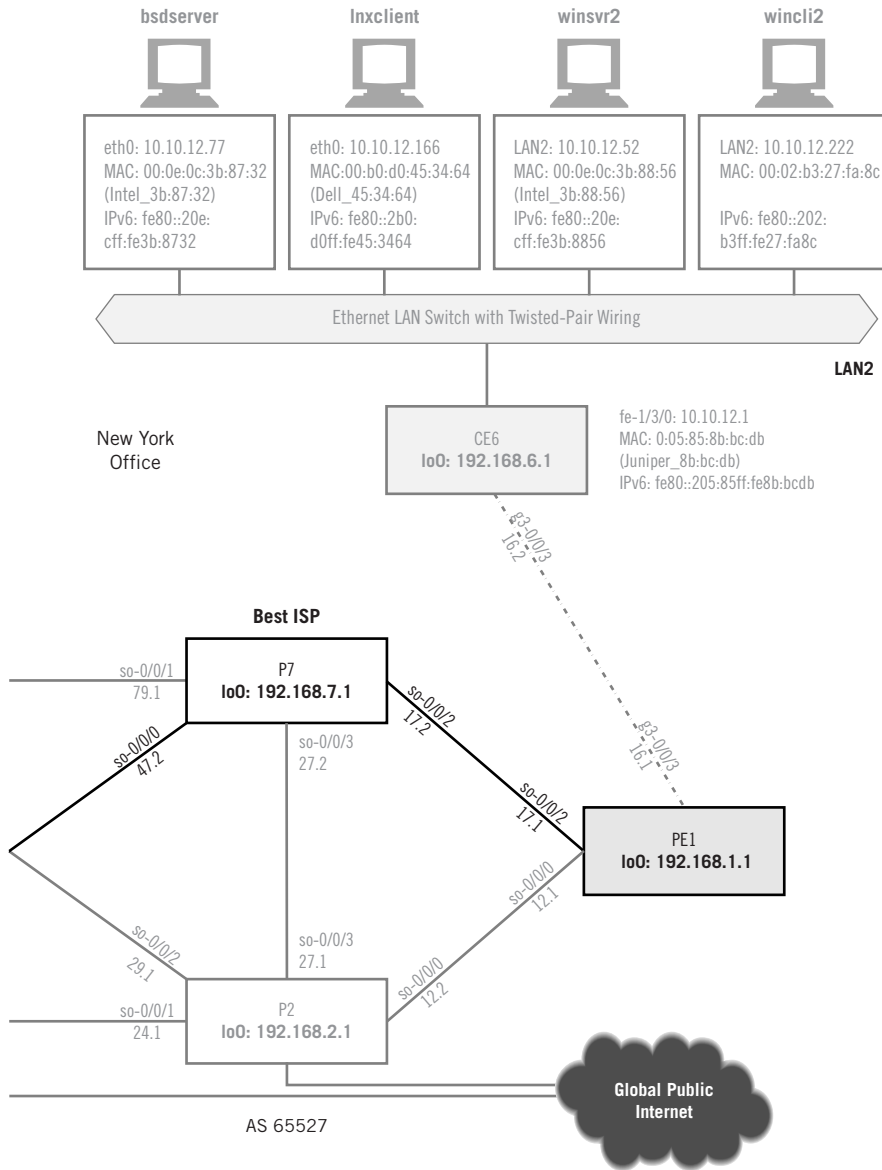 bsdserver
lnxclient
winsvr2
wincli2
eth0: 10.10.12.77
MAC: 00:0e:0c:3b:87:32
(Intel_3b:87:32)
IPv6: fe80::20e:
cff:fe3b:8732
eth0: 10.10.12.166
MAC:00:b0:d0:45:34:64
(Dell_45:34:64)
IPv6: fe80::2b0:
d0ff:fe45:3464
LAN2: 10.10.12.52
MAC: 00:0e:0c:3b:88:56
(Intel_3b:88:56)
IPv6: fe80::20e:
cff:fe3b:8856
LAN2: 10.10.12.222
MAC: 00:02:b3:27:fa:8c
IPv6: fe80::202:
b3ff:fe27:fa8c
Ethernet LAN Switch with Twisted-Pair Wiring
LAN2
New York
Office
CE6
lo0: 192.168.6.1
fe-1/3/0: 10.10.12.1
MAC: 0:05:85:8b:bc:db
(Juniper_8b:bc:db)
IPv6: fe80::205:85ff:fe8b:bcdb
g3-0/0/3
16.2
Best ISP
P7
lo0: 192.168.7.1
so-0/0/1
79.1
so-0/0/0
47.2
so-0/0/3
27.2
so-0/0/2
17.2
g3-0/0/3
16.1
so-0/0/2
17.1
PE1
lo0: 192.168.1.1
so-0/0/0
12.1
so-0/0/2
29.1
so-0/0/3
27.1
so-0/0/0
12.2
so-0/0/1
24.1
P2
lo0: 192.168.2.1
Global Public
Internet
AS 65527